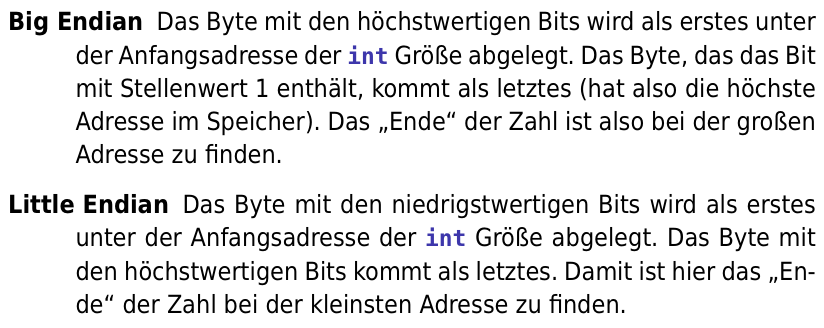 Big Endian Das Byte mit den höchstwertigen Bits wird als erstes unter
der Anfangsadresse der int Größe abgelegt. Das Byte, das das Bit
mit Stellenwert 1 enthält, kommt als letztes (hat also die höchste
Adresse im Speicher). Das „Ende“ der Zahl ist also bei der großen
Adresse zu finden.
Little Endian Das Byte mit den niedrigstwertigen Bits wird als erstes
unter der Anfangsadresse der int Größe abgelegt. Das Byte mit
den höchstwertigen Bits kommt als letztes. Damit ist hier das „En-
de“ der Zahl bei der kleinsten Adresse zu finden.